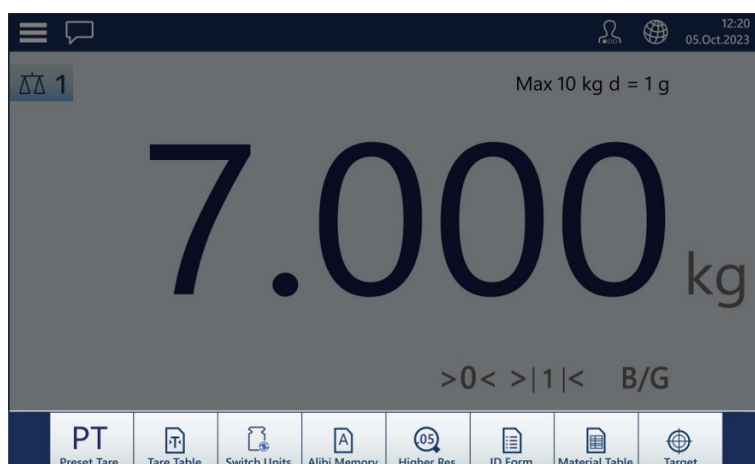 12:20
05.Oct.2023
1
Max 10 kg d = 1 g
7.000 kg
>0< >|1|< B/G
PT
T
A
.05
Preset Tare
Tare Table
Switch Units
Alibi Memory
Higher Res.
ID Form
Material Table
Target